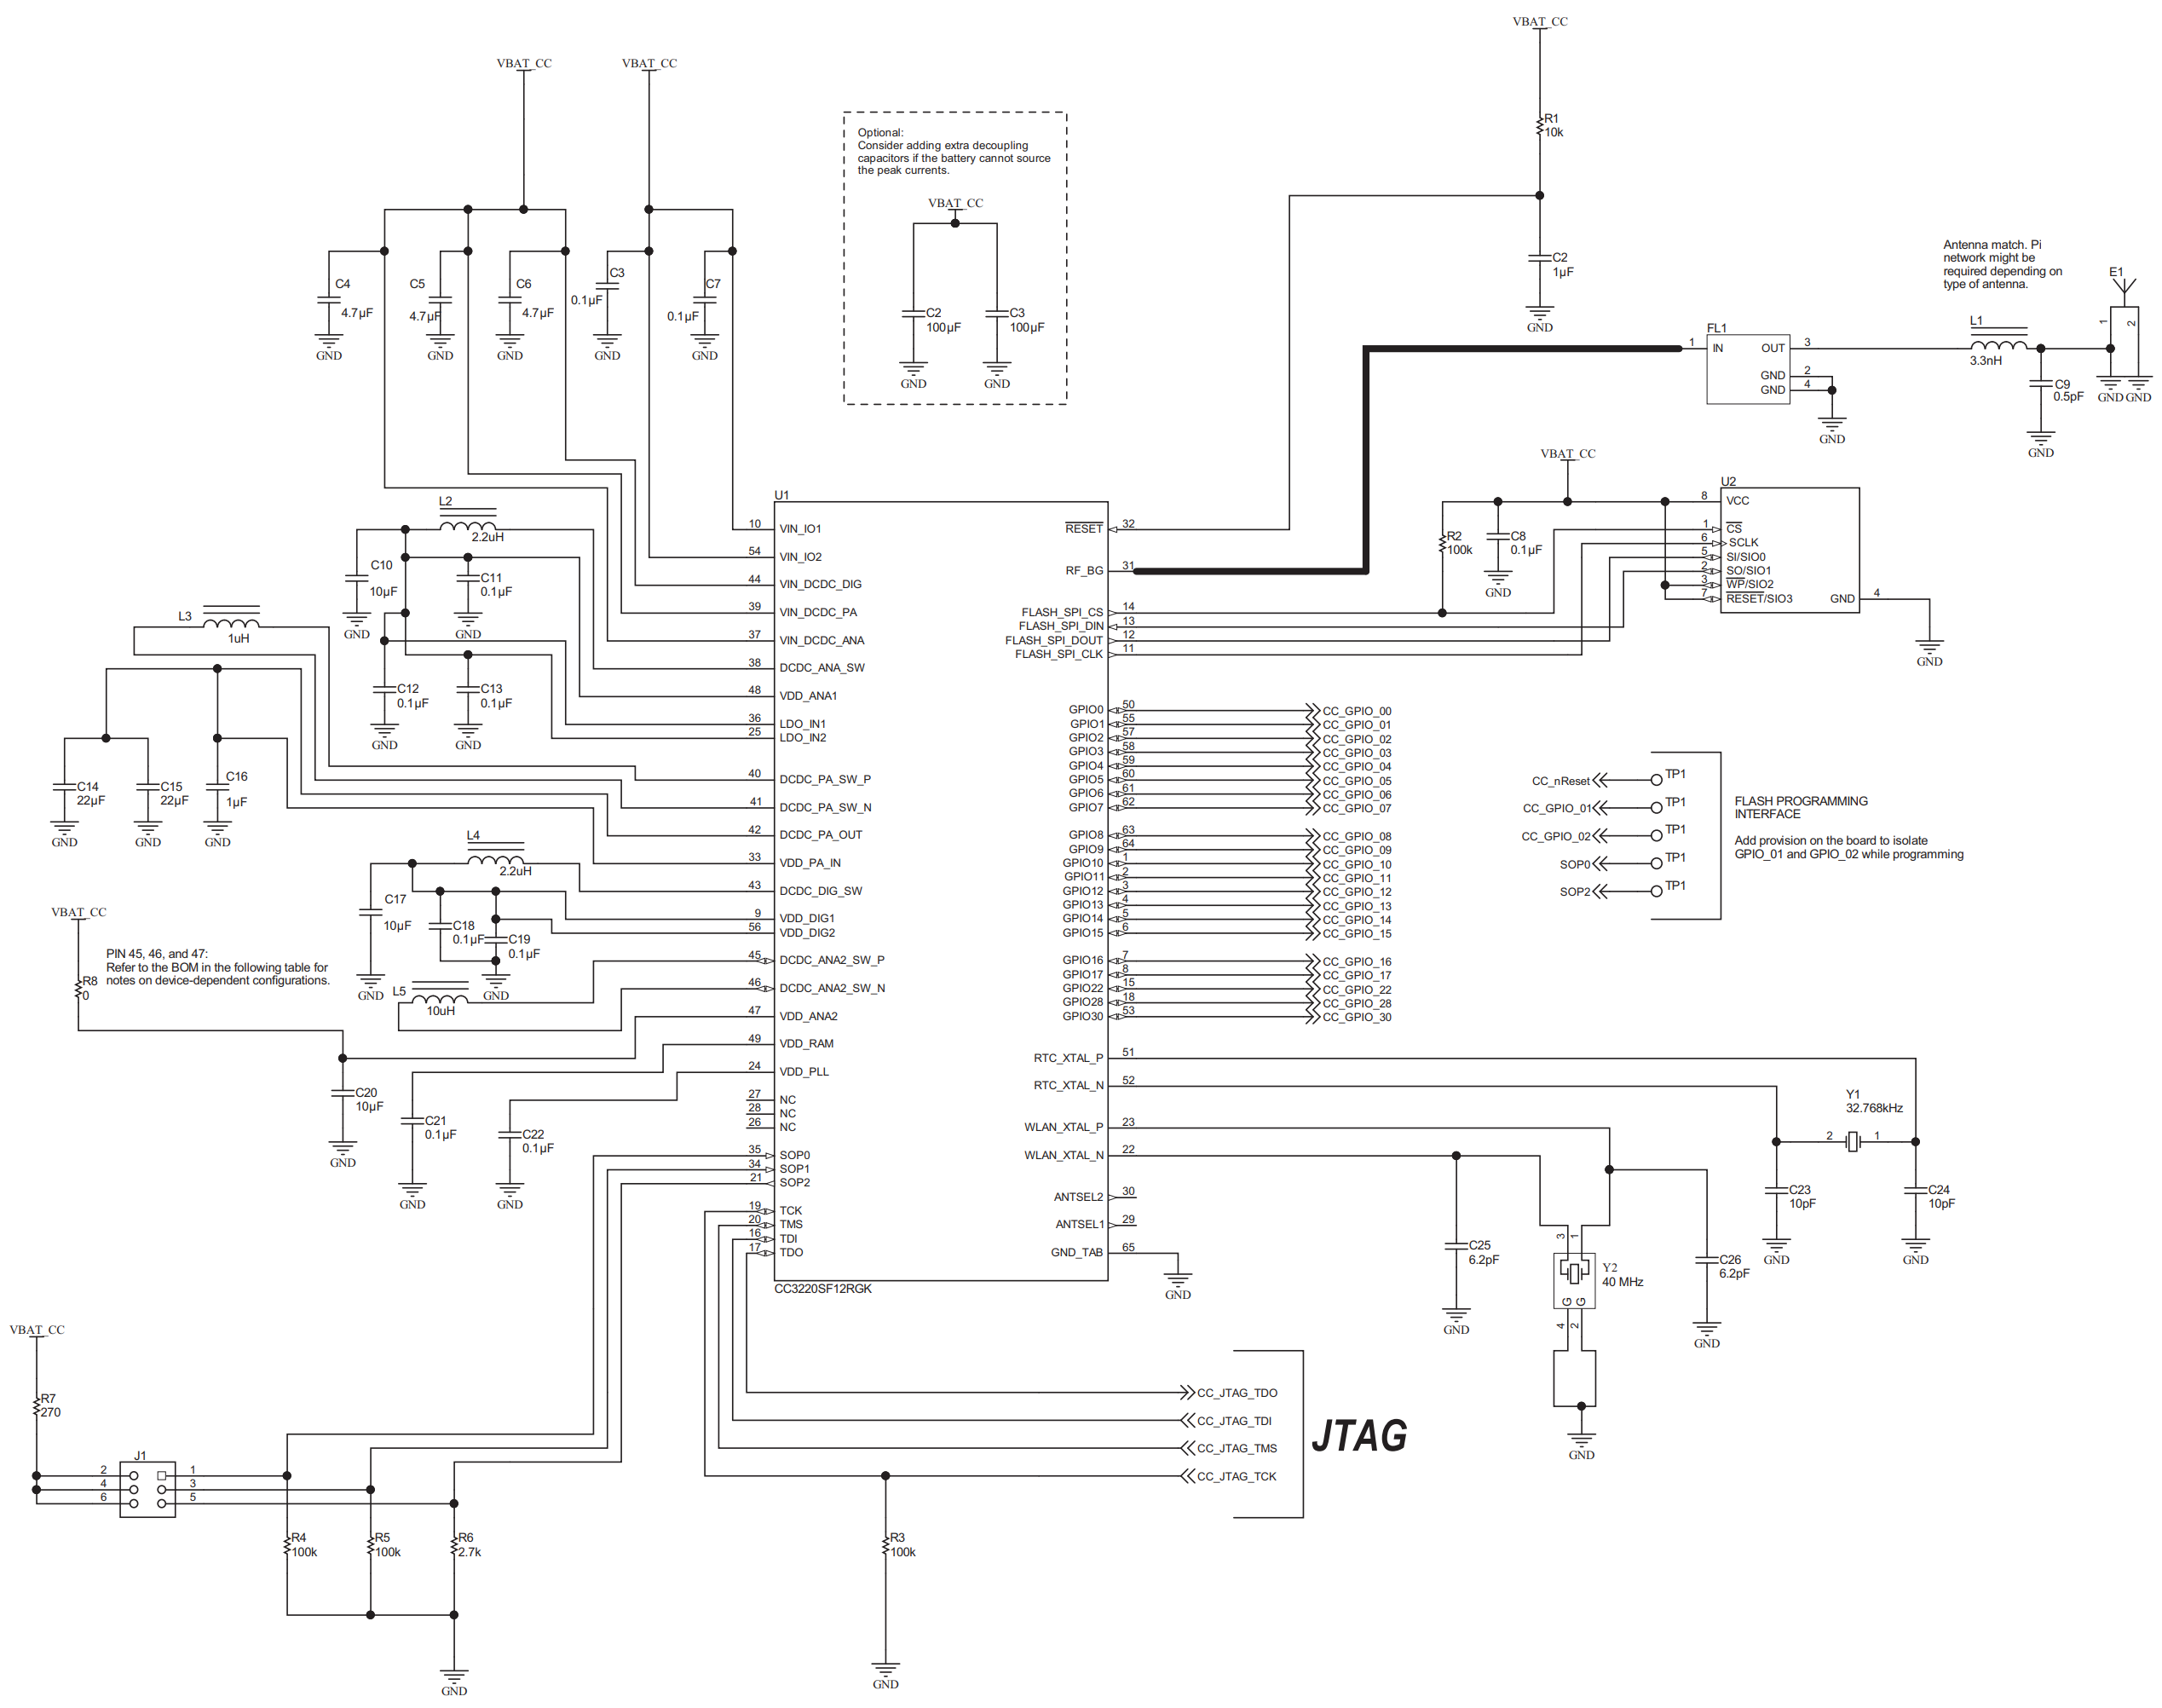 VBAT_CC
VBAT_CC
VBAT_CC
R1
10k
C2
1µF
GND
Optional:
Consider adding extra decoupling
capacitors if the battery cannot source
the peak currents.
VBAT_CC
C2
100µF
C3
100µF
GND
GND
C4
4.7µF
GND
C5
4.7µF
GND
C6
4.7µF
GND
C3
0.1µF
GND
C7
0.1µF
GND
Antenna match. Pi
network might be
required depending on
type of antenna.
E1
1
2
GND GND
FL1
1 IN
OUT 3
GND 2
GND 4
GND
L1
3.3nH
C9
0.5pF
GND
VBAT_CC
R2
100k
C8
0.1µF
GND
U2
8 VCC
1 CS
6 SCLK
5 SI/SIO0
2 SO/SIO1
3 WP/SIO2
7 RESET/SIO3
GND 4
GND
L2
2.2uH
C10
10µF
GND
C11
0.1µF
GND
L3
1uH
C12
0.1µF
GND
C13
0.1µF
GND
C14
22µF
GND
C15
22µF
GND
C16
1µF
GND
L4
2.2uH
C17
10µF
GND
C18
0.1µF
C19
0.1µF
GND
VBAT_CC
R8
0
PIN 45, 46, and 47:
Refer to the BOM in the following table for
notes on device-dependent configurations.
L5
10uH
C20
10µF
GND
C21
0.1µF
GND
C22
0.1µF
GND
U1
10 VIN_IO1
54 VIN_IO2
44 VIN_DCDC_DIG
39 VIN_DCDC_PA
37 VIN_DCDC_ANA
38 DCDC_ANA_SW
48 VDD_ANA1
36 LDO_IN1
25 LDO_IN2
40 DCDC_PA_SW_P
41 DCDC_PA_SW_N
42 DCDC_PA_OUT
33 VDD_PA_IN
43 DCDC_DIG_SW
9 VDD_DIG1
56 VDD_DIG2
45 DCDC_ANA2_SW_P
46 DCDC_ANA2_SW_N
47 VDD_ANA2
49 VDD_RAM
24 VDD_PLL
27 NC
28 NC
26 NC
35 SOP0
34 SOP1
21 SOP2
19 TCK
20 TMS
16 TDI
17 TDO
CC3220SF12RGK
RESET 32
RF_BG 31
FLASH_SPI_CS 14
FLASH_SPI_DIN 13
FLASH_SPI_DOUT 12
FLASH_SPI_CLK 11
GPIO0 50 CC_GPIO_00
GPIO1 55 CC_GPIO_01
GPIO2 57 CC_GPIO_02
GPIO3 58 CC_GPIO_03
GPIO4 59 CC_GPIO_04
GPIO5 60 CC_GPIO_05
GPIO6 61 CC_GPIO_06
GPIO7 62 CC_GPIO_07
GPIO8 63 CC_GPIO_08
GPIO9 64 CC_GPIO_09
GPIO10 1 CC_GPIO_10
GPIO11 2 CC_GPIO_11
GPIO12 3 CC_GPIO_12
GPIO13 4 CC_GPIO_13
GPIO14 5 CC_GPIO_14
GPIO15 6 CC_GPIO_15
GPIO16 7 CC_GPIO_16
GPIO17 8 CC_GPIO_17
GPIO22 15 CC_GPIO_22
GPIO28 18 CC_GPIO_28
GPIO30 53 CC_GPIO_30
RTC_XTAL_P 51
RTC_XTAL_N 52
WLAN_XTAL_P 23
WLAN_XTAL_N 22
ANTSEL2 30
ANTSEL1 29
GND_TAB 65
GND
CC_nReset TP1
CC_GPIO_01 TP1
CC_GPIO_02 TP1
SOP0 TP1
SOP2 TP1
FLASH PROGRAMMING
INTERFACE
Add provision on the board to isolate
GPIO_01 and GPIO_02 while programming
Y1
32.768kHz
2 1
C23
10pF
GND
C24
10pF
GND
C25
6.2pF
GND
3 1
Y2
40 MHz
G G
4 2
GND
C26
6.2pF
GND
VBAT_CC
R7
270
J1
2 1
4 3
6 5
R4
100k
R5
100k
R6
2.7k
GND
CC_JTAG_TDO
CC_JTAG_TDI
CC_JTAG_TMS
CC_JTAG_TCK
JTAG
R3
100k
GND